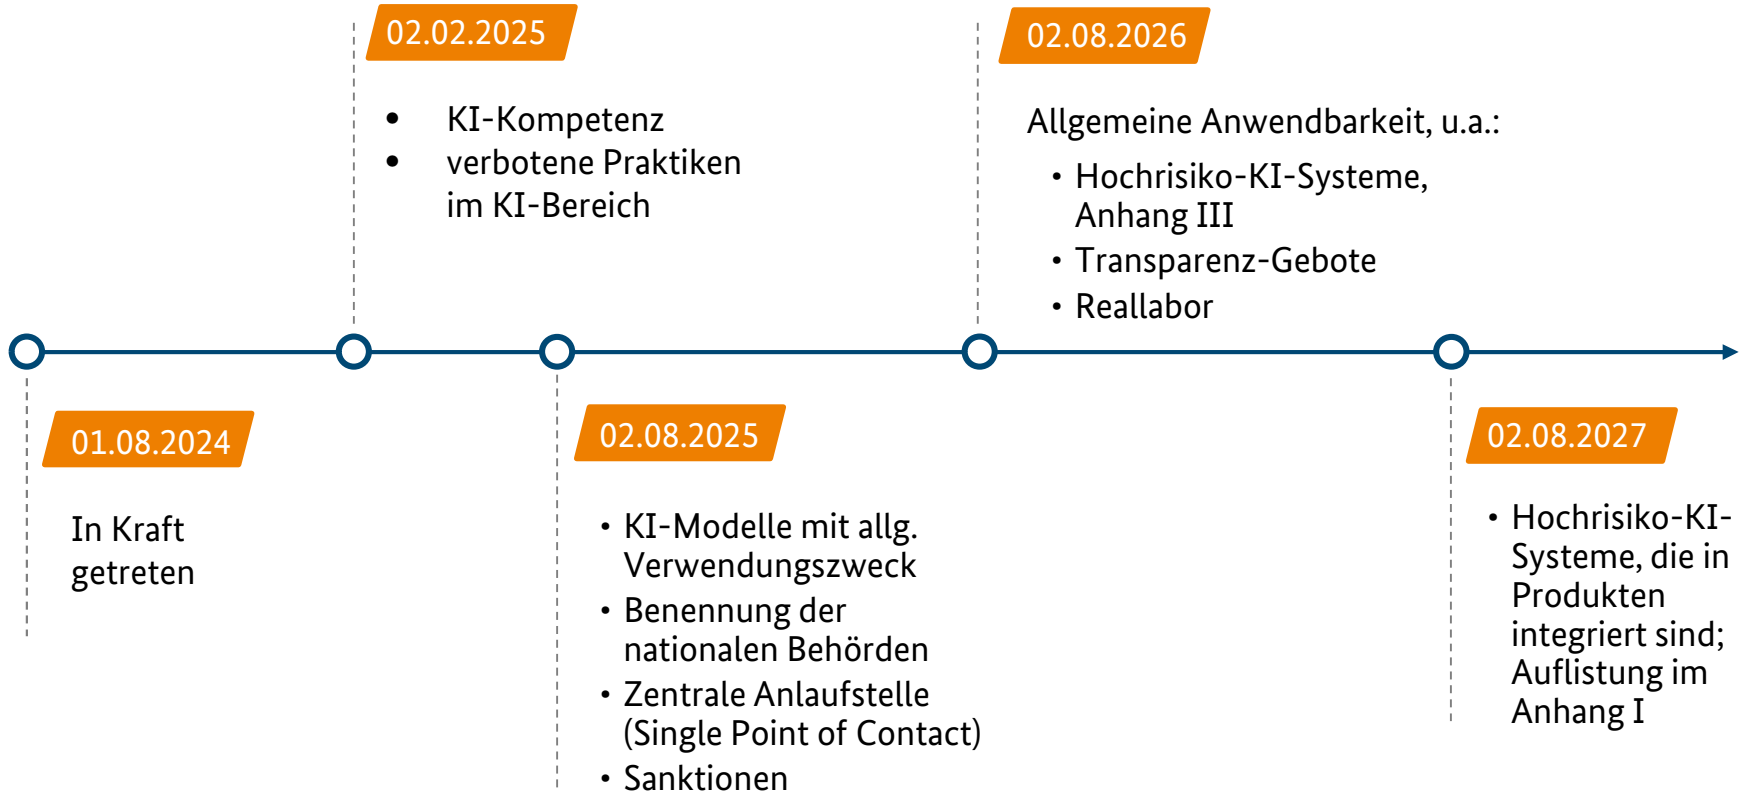 02.02.2025
• KI-Kompetenz
• verbotene Praktiken
im KI-Bereich
02.08.2026
Allgemeine Anwendbarkeit, u.a.:
• Hochrisiko-KI-Systeme,
Anhang III
• Transparenz-Gebote
• Reallabor
01.08.2024
In Kraft
getreten
02.08.2025
• KI-Modelle mit allg.
Verwendungszweck
• Benennung der
nationalen Behörden
• Zentrale Anlaufstelle
(Single Point of Contact)
• Sanktionen
02.08.2027
• Hochrisiko-KI-
Systeme, die in
Produkten
integriert sind;
Auflistung im
Anhang I